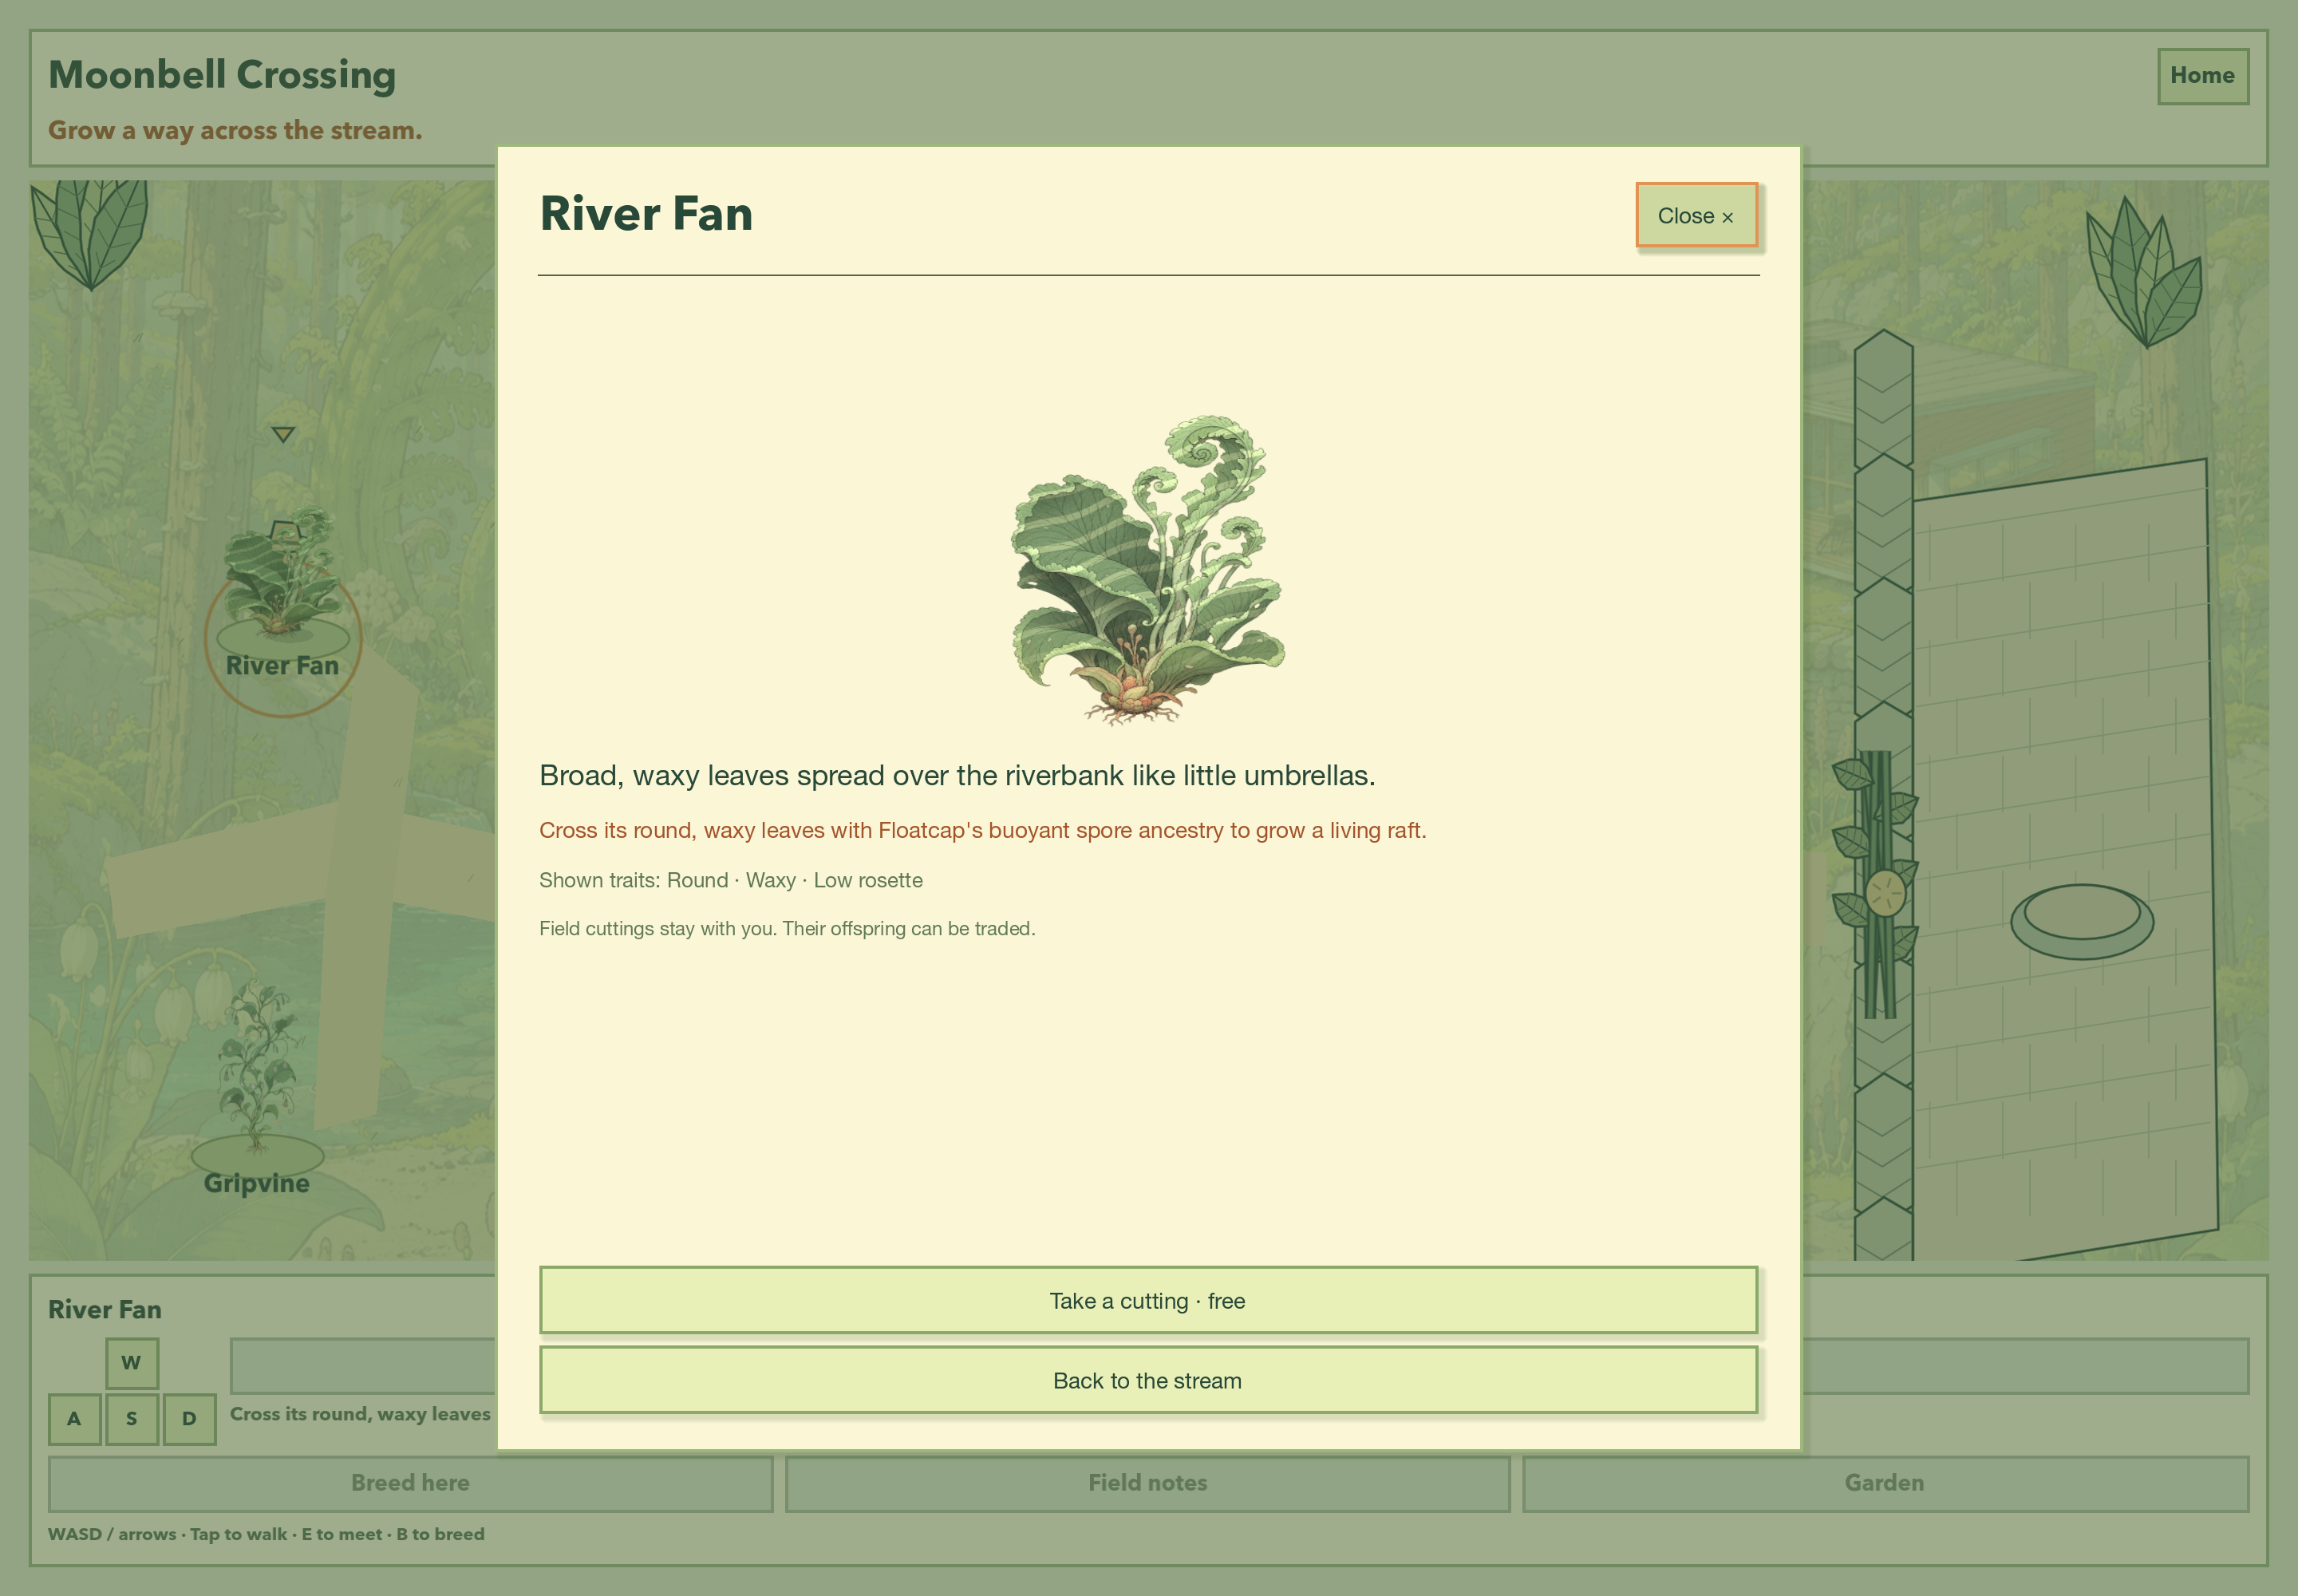 Moonbell Crossing
Home
Grow a way across the stream.
River Fan
Close ×
River Fan
Broad, waxy leaves spread over the riverbank like little umbrellas.
Cross its round, waxy leaves with Floatcap's buoyant spore ancestry to grow a living raft.
Shown traits: Round · Waxy · Low rosette
Field cuttings stay with you. Their offspring can be traded.
Gripvine
Take a cutting · free
Back to the stream
River Fan
W
A S D
Cross its round, waxy leaves
Breed here
Field notes
Garden
WASD / arrows · Tap to walk · E to meet · B to breed